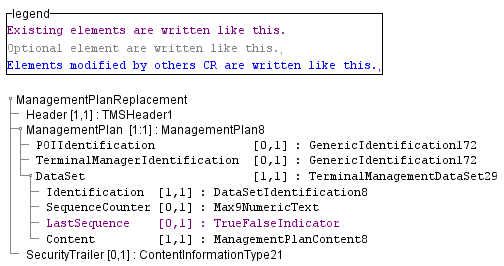 legend
Existing elements are written like this.
Optional element are written like this.,
Elements modified by others CR are written like this.,
ManagementPlanReplacement
Header [1,1] : TMSHeader1
ManagementPlan [1:1] : ManagementPlan8
POIIdentification [0,1] : GenericIdentification172
TerminalManagerIdentification [0,1] : GenericIdentification172
DataSet [1,1] : TerminalManagementDataSet29
Identification [1,1] : DataSetIdentification8
SequenceCounter [0,1] : Max9NumericText
LastSequence [0,1] : TrueFalseIndicator
Content [1,1] : ManagementPlanContent8
SecurityTrailer [0,1] : ContentInformationType21